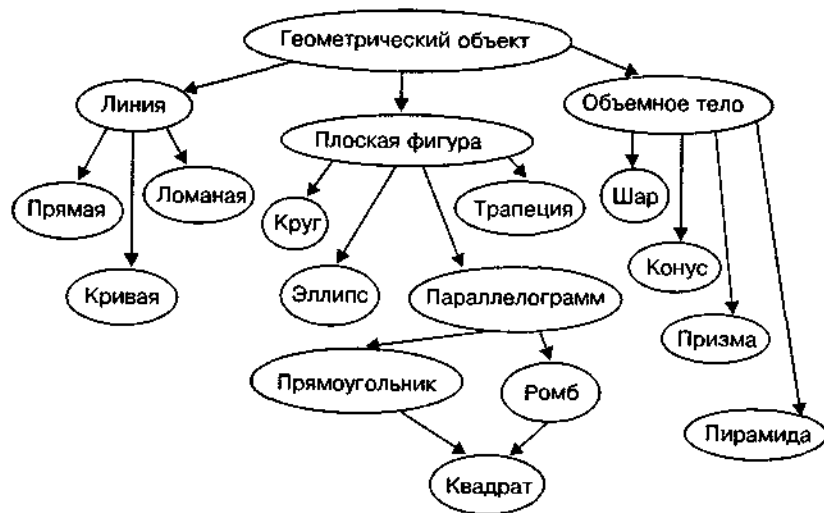 Геометрический объект
Линия
Объемное тело
Плоская фигура
Прямая
Ломаная
Круг
Трапеция
Шар
Кривая
Эллипс
Параллелограмм
Конус
Призма
Прямоугольник
Ромб
Пирамида
Квадрат